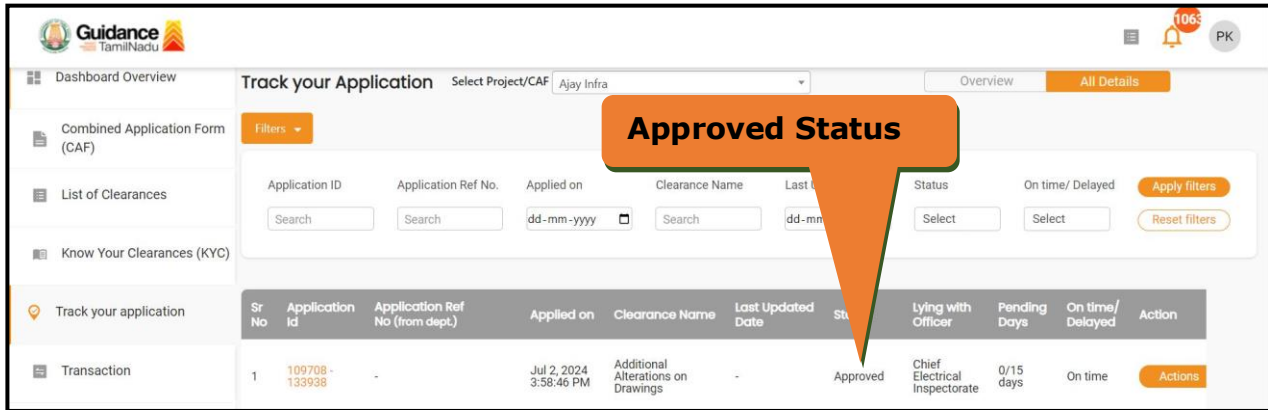 Guidance
TamilNadu
1063
PK
Dashboard Overview
Track your Application Select Project/CAF Ajay Infra Overview All Details
Combined Application Form
(CAF)
Filters
Approved Status
List of Clearances
Application ID Application Ref No. Applied on Clearance Name Last Status On time/ Delayed Apply filters
Search Search dd-mm-yyyy Search dd-mm Select Select Reset filters
Know Your Clearances (KYC)
Track your application
Sr
No
Application
Id
Application Ref
No (from dept.)
Applied on
Clearance Name
Last Updated
Date
Lying with
Officer
Pending
Days
On time/
Delayed
Action
Transaction
1
109708 -
133938
-
Jul 2, 2024
3:58:46 PM
Additional
Alterations on
Drawings
-
Approved
Chief
Electrical
Inspectorate
0/15
days
On time
Actions